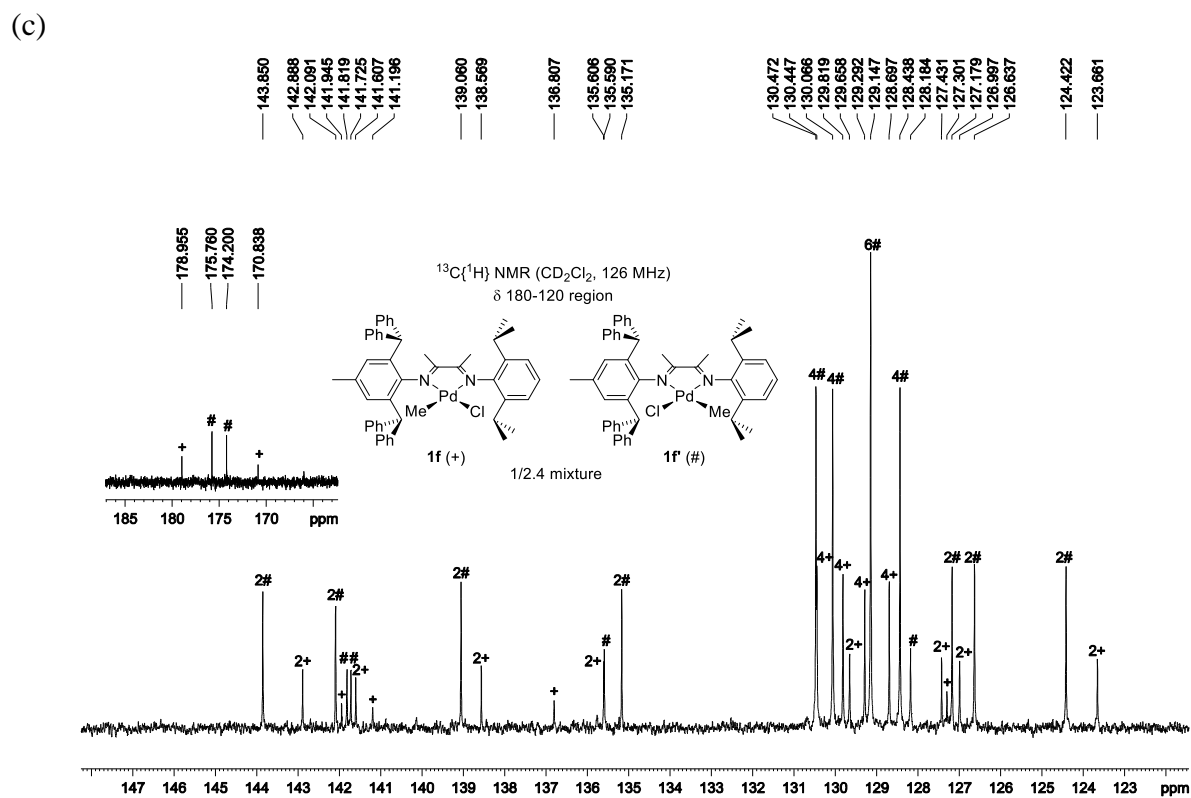 (c)
143.850
142.888
142.091
141.945
141.819
141.725
141.607
141.196
139.060
138.569
136.807
135.606
135.590
135.171
130.472
130.447
130.066
129.819
129.658
129.292
129.147
128.697
128.438
128.184
127.431
127.301
127.179
126.997
126.637
124.422
123.661
178.955
175.760
174.200
170.838
¹³C{¹H} NMR (CD₂Cl₂, 126 MHz)
δ 180-120 region
Ph Ph
Ph Ph
N N N N
Pd Pd
Me Cl Cl Me
Ph Ph
Ph Ph
1f (+) 1f' (#)
1/2.4 mixture
+ # # +
185 180 175 170 ppm
6#
4# 4# 4#
4+ 4+ 4+ 4+ 2# 2# 2#
2# 2# 2# 2#
2+ + ## 2+ + 2+ + 2+ # 2+ # 2+ + 2+ 2+
147 146 145 144 143 142 141 140 139 138 137 136 135 134 133 132 131 130 129 128 127 126 125 124 123 ppm